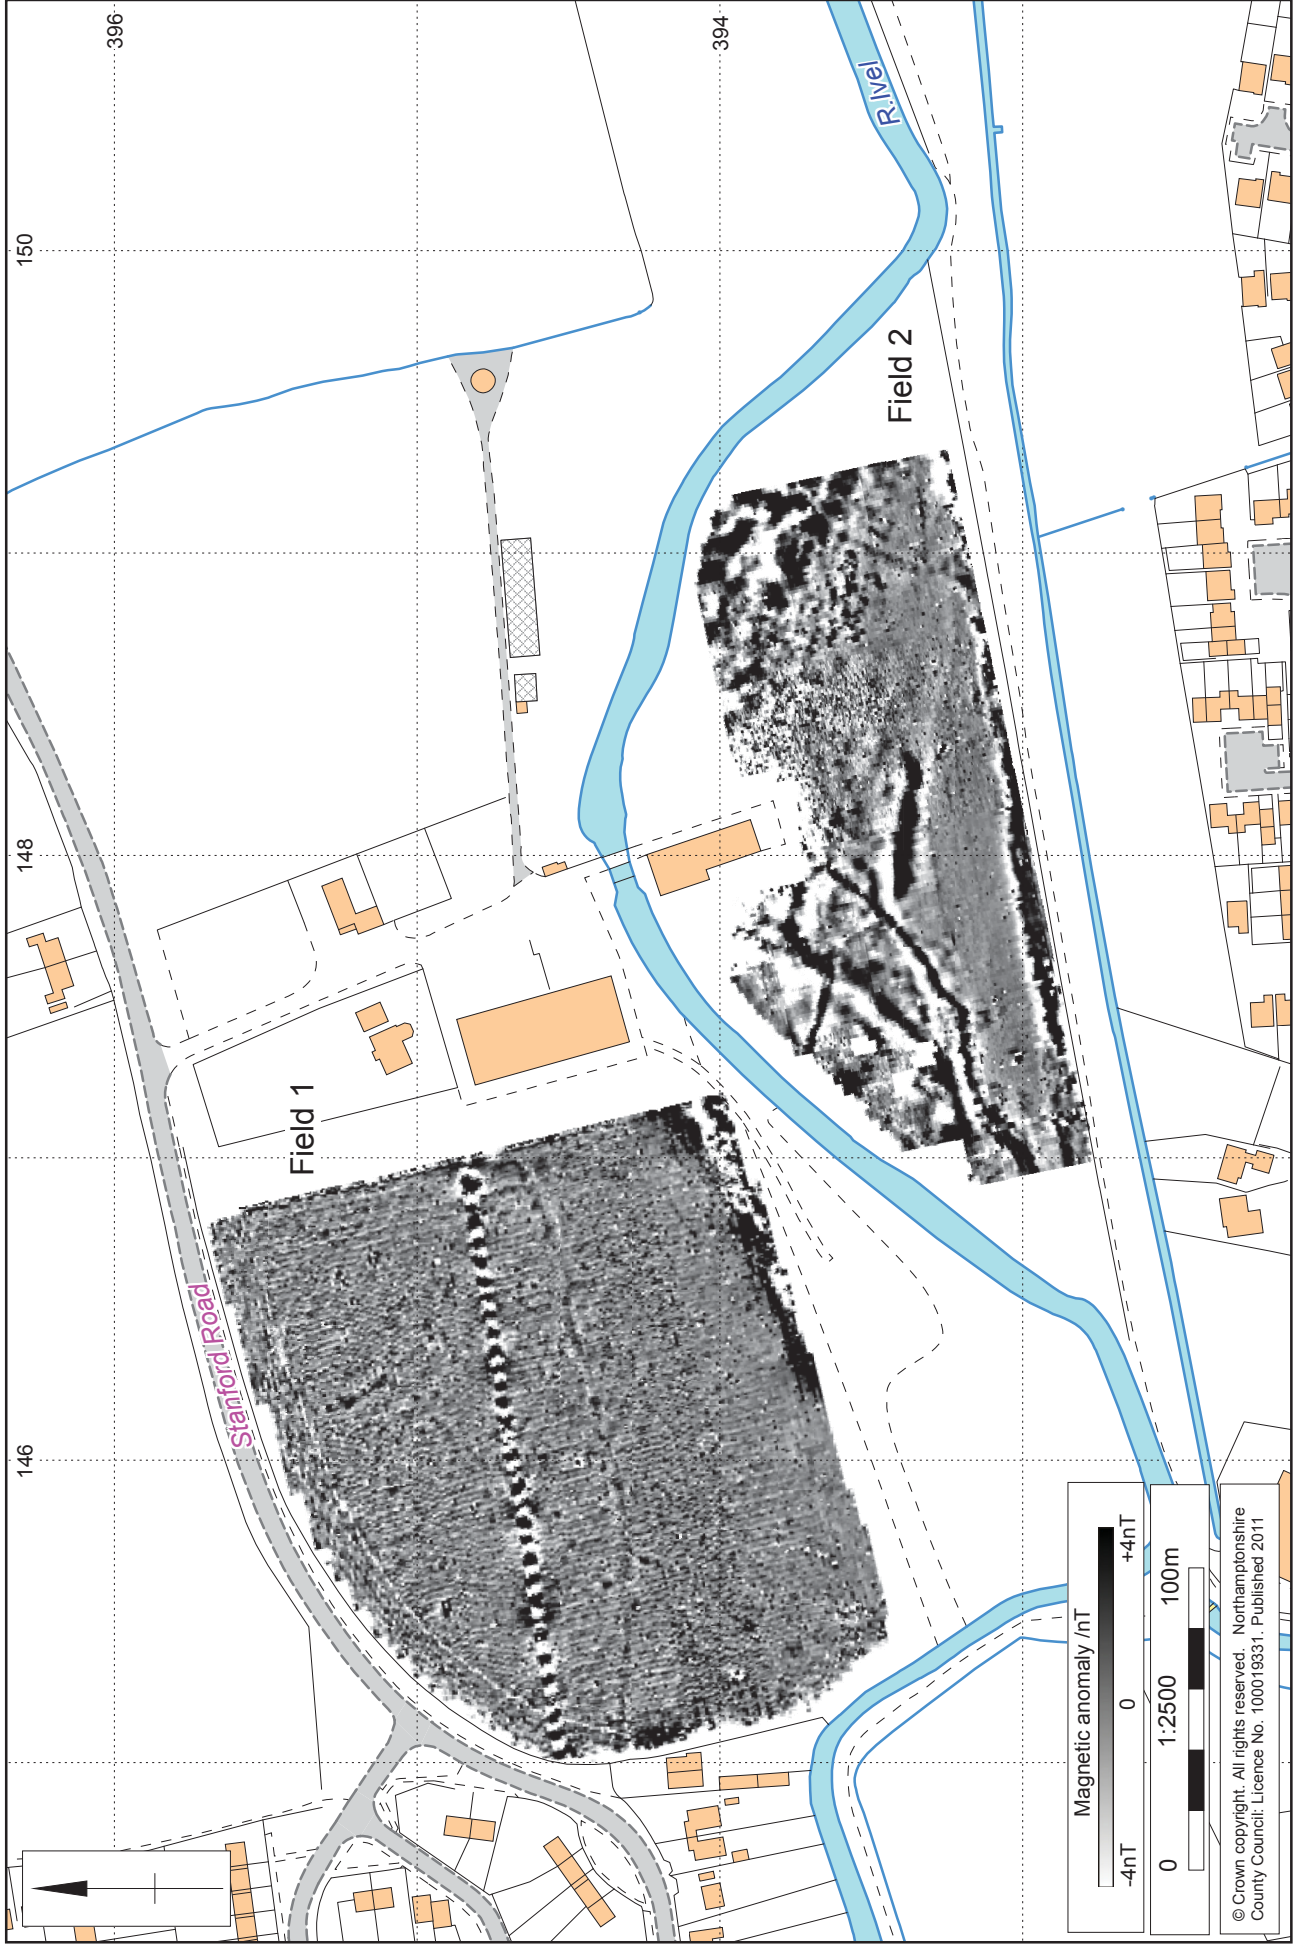 396
394
150
148
146
R.Ivel
Stanford Road
Field 1
Field 2
Magnetic anomaly /nT
-4nT 0 +4nT
1:2500
0 100m
© Crown copyright. All rights reserved. Northamptonshire
County Council: Licence No. 100019331. Published 2011